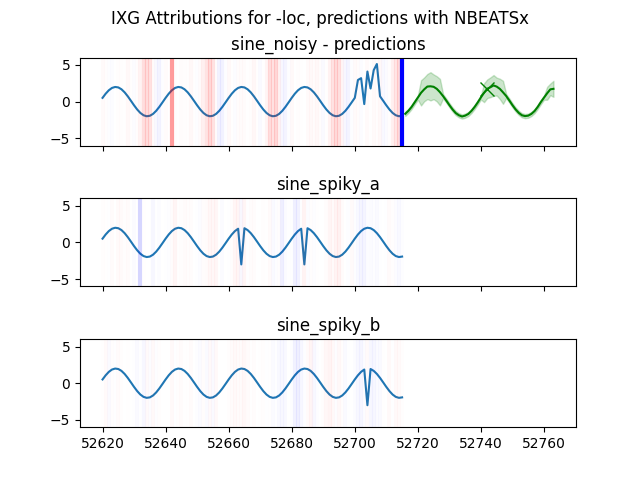 IXG Attributions for -loc, predictions with NBEATSx
sine_noisy - predictions
5
0
−5
sine_spiky_a
5
0
−5
sine_spiky_b
5
0
−5
52620 52640 52660 52680 52700 52720 52740 52760